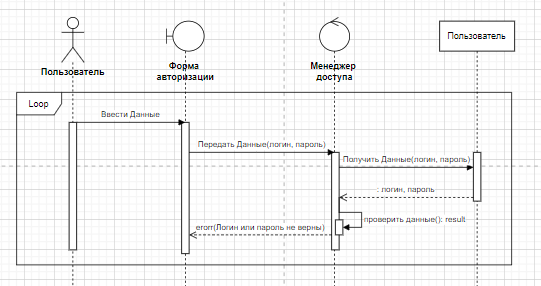 Пользователь
Форма
авторизации
Менеджер
доступа
Пользователь
Loop
Ввести Данные
Передать Данные(логин, пароль)
Получить Данные(логин, пароль)
: логин, пароль
проверить данные(): result
erorr(Логин или пароль не верны)